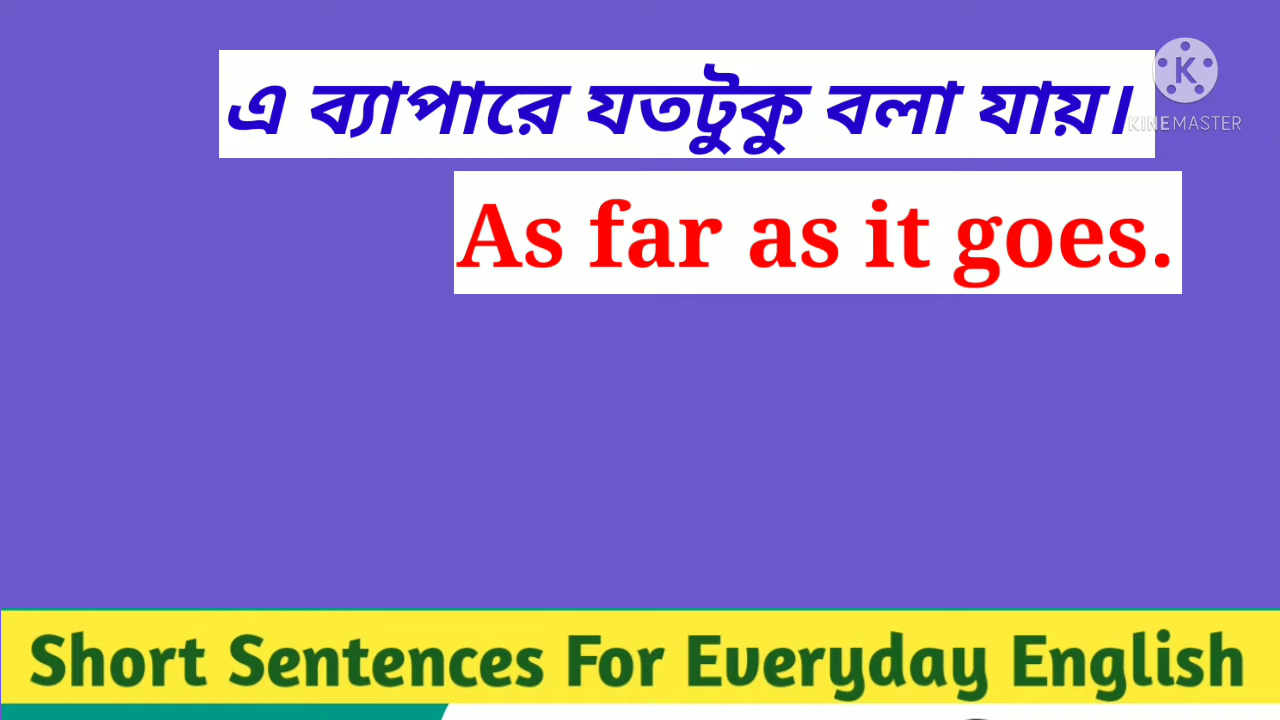 এ ব্যাপারে যতটুকু বলা যায়।
K
KINEMASTER
As far as it goes.
Short Sentences For Everyday English